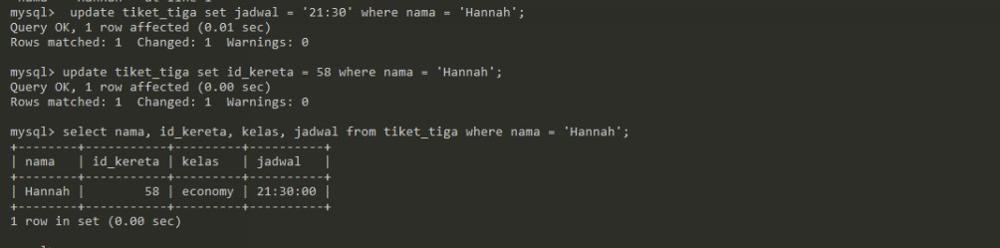 mysql>  update tiket_tiga set jadwal = '21:30' where nama = 'Hannah';
Query OK, 1 row affected (0.01 sec)
Rows matched: 1  Changed: 1  Warnings: 0
mysql> update tiket_tiga set id_kereta = 58 where nama = 'Hannah';
Query OK, 1 row affected (0.00 sec)
Rows matched: 1  Changed: 1  Warnings: 0
mysql> select nama, id_kereta, kelas, jadwal from tiket_tiga where nama = 'Hannah';
+--------+-----------+---------+----------+
| nama   | id_kereta | kelas   | jadwal   |
+--------+-----------+---------+----------+
| Hannah |        58 | economy | 21:30:00 |
+--------+-----------+---------+----------+
1 row in set (0.00 sec)